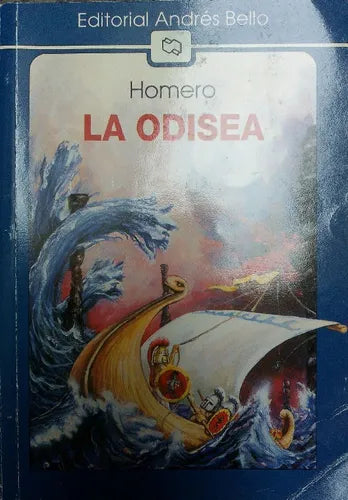 Editorial Andrés Bello
Homero
LA ODISEA